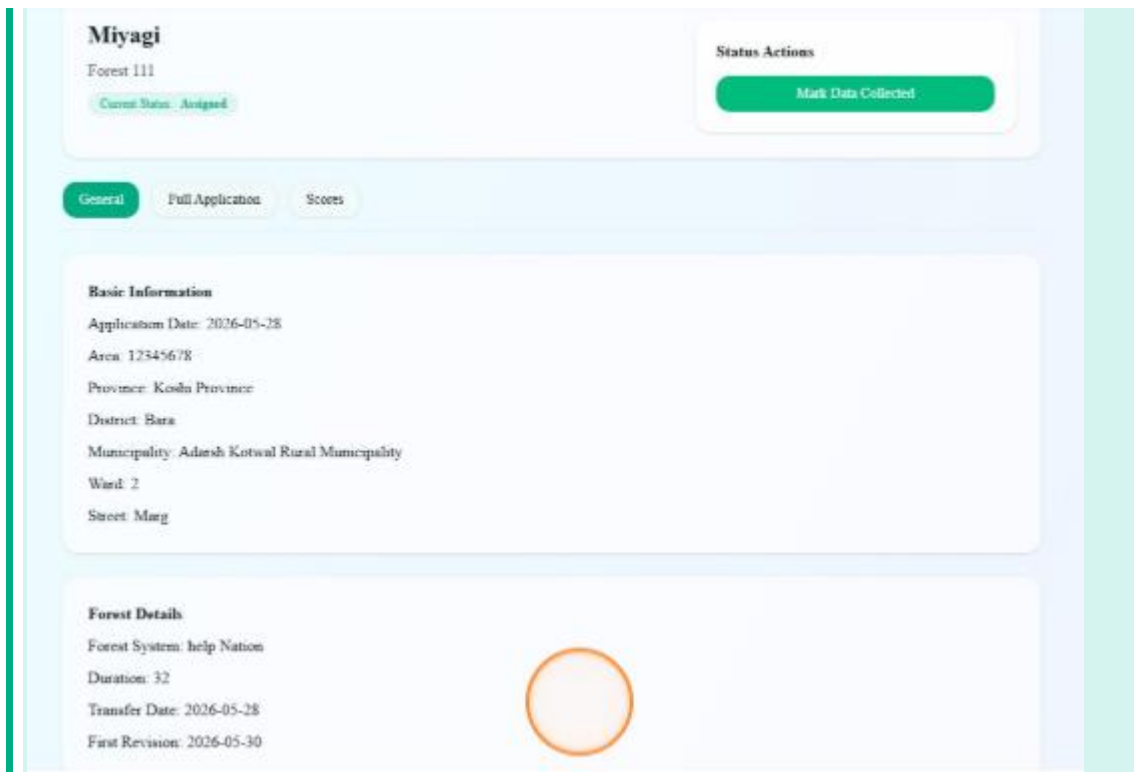 Miyagi
Forest 111
Current Status: Assigned
Status Actions
Mark Data Collected
General
Full Application
Scores
Basic Information
Application Date: 2026-05-28
Area: 12345678
Province: Koshi Province
District: Bara
Municipality: Adarsh Kotwal Rural Municipality
Ward: 2
Street: Marg
Forest Details
Forest System: help Nation
Duration: 32
Transfer Date: 2026-05-28
First Revision: 2026-05-30